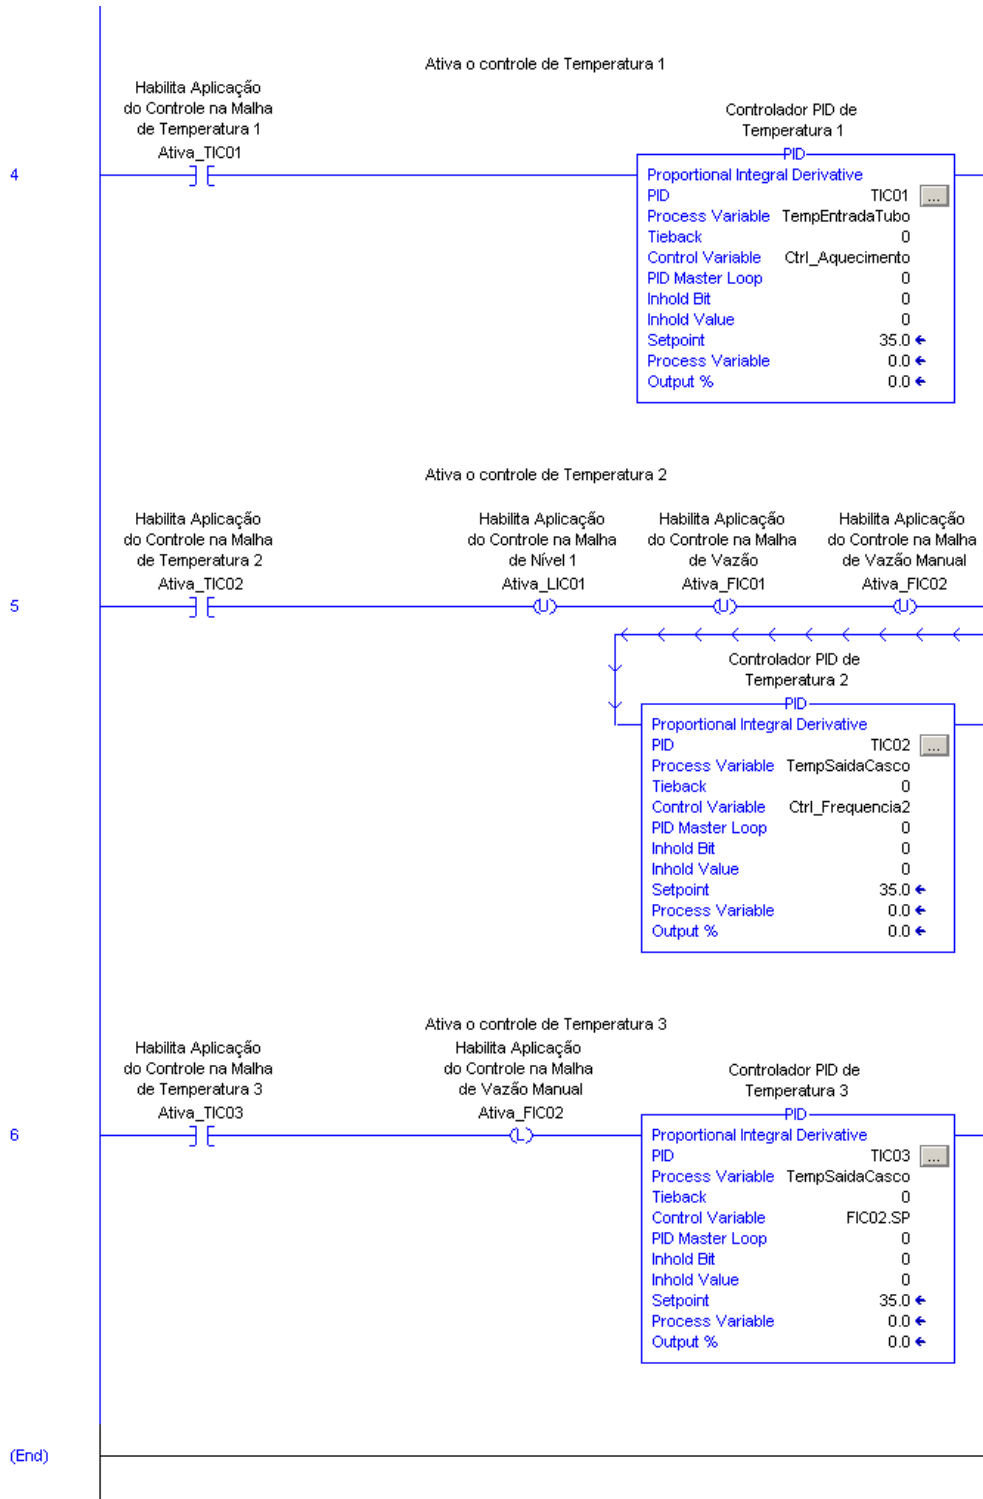 Ativa o controle de Temperatura 1
Habilita Aplicação
do Controle na Malha
de Temperatura 1
Ativa_TIC01
Controlador PID de
Temperatura 1
4
PID
Proportional Integral Derivative
PID TIC01 ...
Process Variable TempEntradaTubo
Tieback 0
Control Variable Ctrl_Aquecimento
PID Master Loop 0
Inhold Bit 0
Inhold Value 0
Setpoint 35.0
Process Variable 0.0
Output % 0.0
Ativa o controle de Temperatura 2
Habilita Aplicação
do Controle na Malha
de Temperatura 2
Ativa_TIC02
Habilita Aplicação
do Controle na Malha
de Nível 1
Ativa_LIC01
Habilita Aplicação
do Controle na Malha
de Vazão
Ativa_FIC01
Habilita Aplicação
do Controle na Malha
de Vazão Manual
Ativa_FIC02
5
U
U
U
Controlador PID de
Temperatura 2
PID
Proportional Integral Derivative
PID TIC02 ...
Process Variable TempSaidaCasco
Tieback 0
Control Variable Ctrl_Frequencia2
PID Master Loop 0
Inhold Bit 0
Inhold Value 0
Setpoint 35.0
Process Variable 0.0
Output % 0.0
Ativa o controle de Temperatura 3
Habilita Aplicação
do Controle na Malha
de Temperatura 3
Ativa_TIC03
Habilita Aplicação
do Controle na Malha
de Vazão Manual
Ativa_FIC02
Controlador PID de
Temperatura 3
6
L
PID
Proportional Integral Derivative
PID TIC03 ...
Process Variable TempSaidaCasco
Tieback 0
Control Variable FIC02.SP
PID Master Loop 0
Inhold Bit 0
Inhold Value 0
Setpoint 35.0
Process Variable 0.0
Output % 0.0
(End)